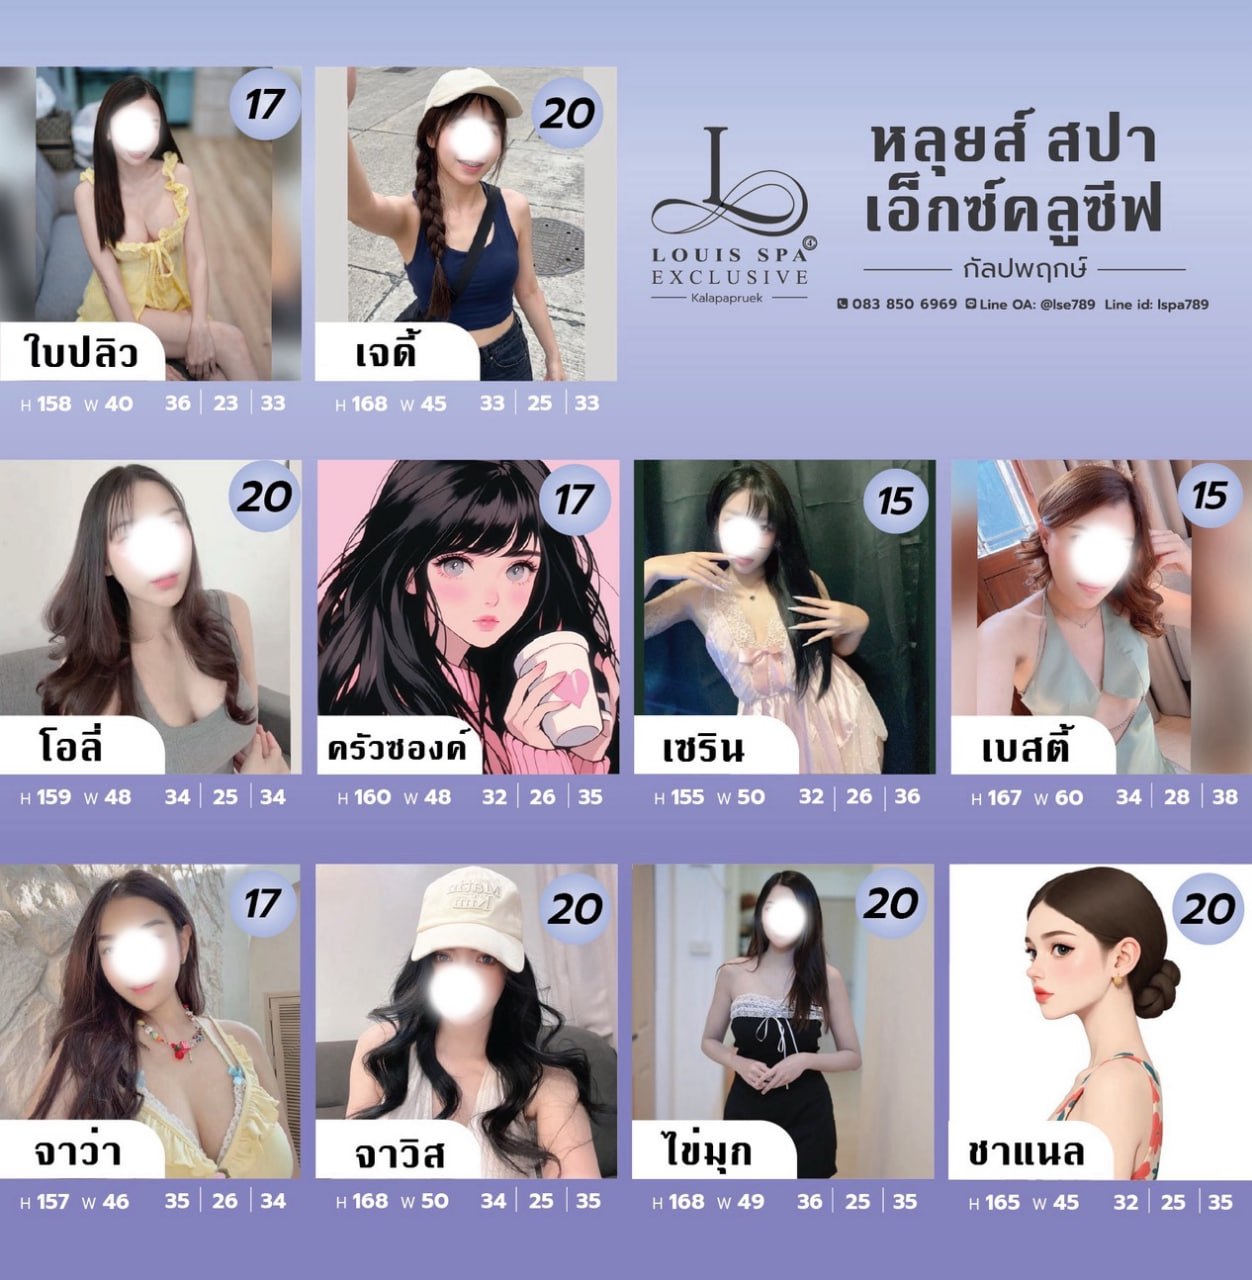 17
20
หลุยส์ สปา
เอ็กซ์คลูซีฟ
กัลปพฤกษ์
LOUIS SPA
EXCLUSIVE
Kalapapruek
083 850 6969 Line OA: @lse789 Line id: lspa789
ใบปลิว
เจดี้
H 158 W 40 36 | 23 | 33
H 168 W 45 33 | 25 | 33
20
17
15
15
โอลี่
ครัวซองค์
เซริน
เบสตี้
H 159 W 48 34 | 25 | 34
H 160 W 48 32 | 26 | 35
H 155 W 50 32 | 26 | 36
H 167 W 60 34 | 28 | 38
17
20
20
20
จาว่า
จาวิส
ไข่มุก
ชาแนล
H 157 W 46 35 | 26 | 34
H 168 W 50 34 | 25 | 35
H 168 W 49 36 | 25 | 35
H 165 W 45 32 | 25 | 35